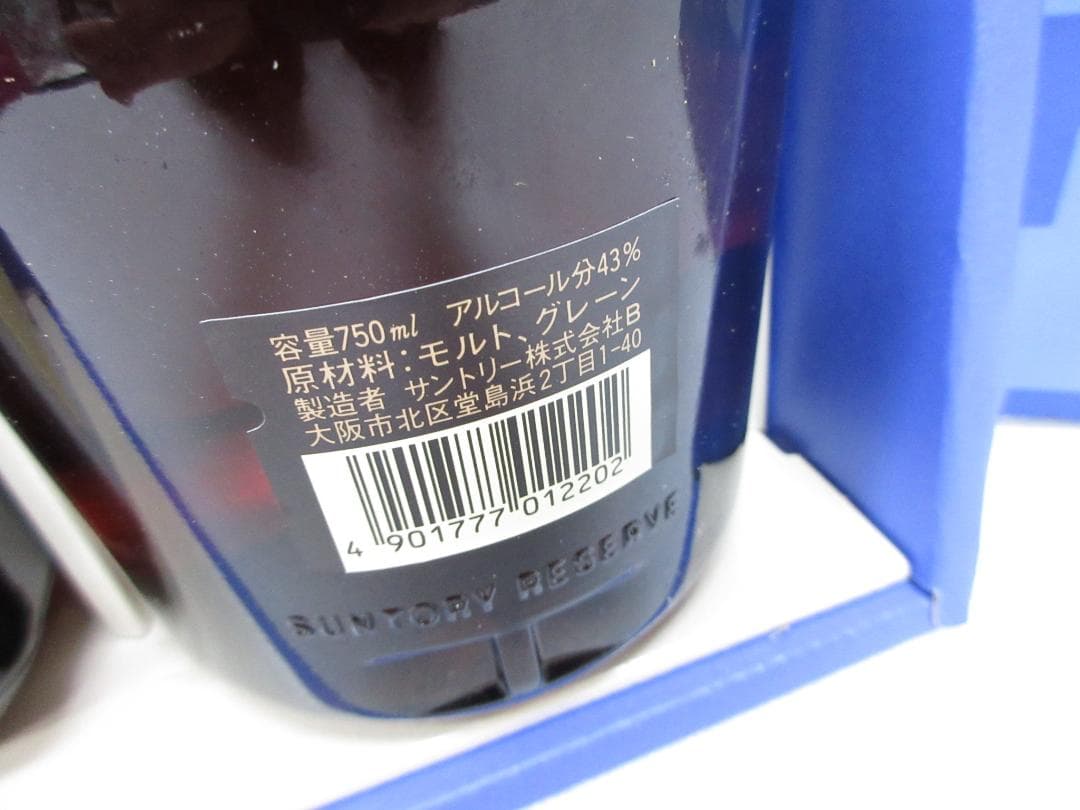 容量750ml アルコール分43%
原材料：モルト、グレーン
製造者 サントリー株式会社B
大阪市北区堂島浜2丁目1-40
4 901777 012202
SUNTORY RESERVE